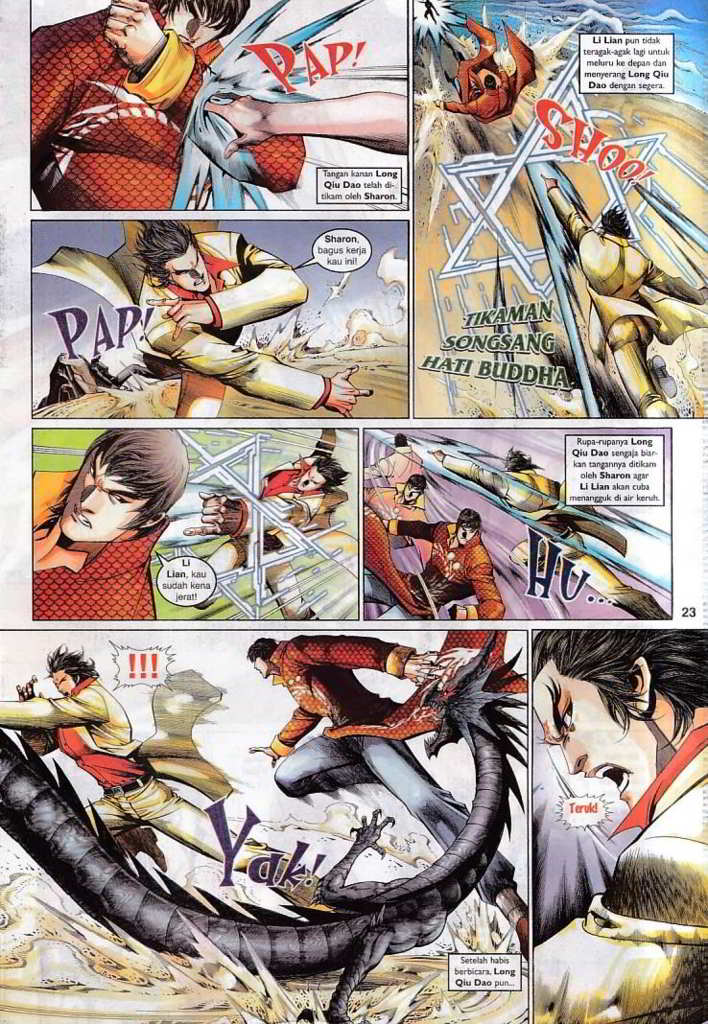 PAP!
Tangan kanan Long
Qiu Dao telah di-
tikam oleh Sharon.
Li Lian pun tidak
teragak-agak lagi untuk
meluru ke depan dan
menyerang Long Qiu
Dao dengan segera.
SHOO!
TIKAMAN
SONGSANG
HATI BUDDHA.
Sharon,
bagus kerja
kau ini!
PAP!
Li
Lian, kau
sudah kena
jerat!
Rupa-rupanya Long
Qiu Dao sengaja biar-
kan tangannya ditikam
oleh Sharon agar
Li Lian akan cuba
menangguk di air keruh.
HU...
23
!!!
Yak!
Setelah habis
berbicara, Long
Qiu Dao pun...
Teruk!